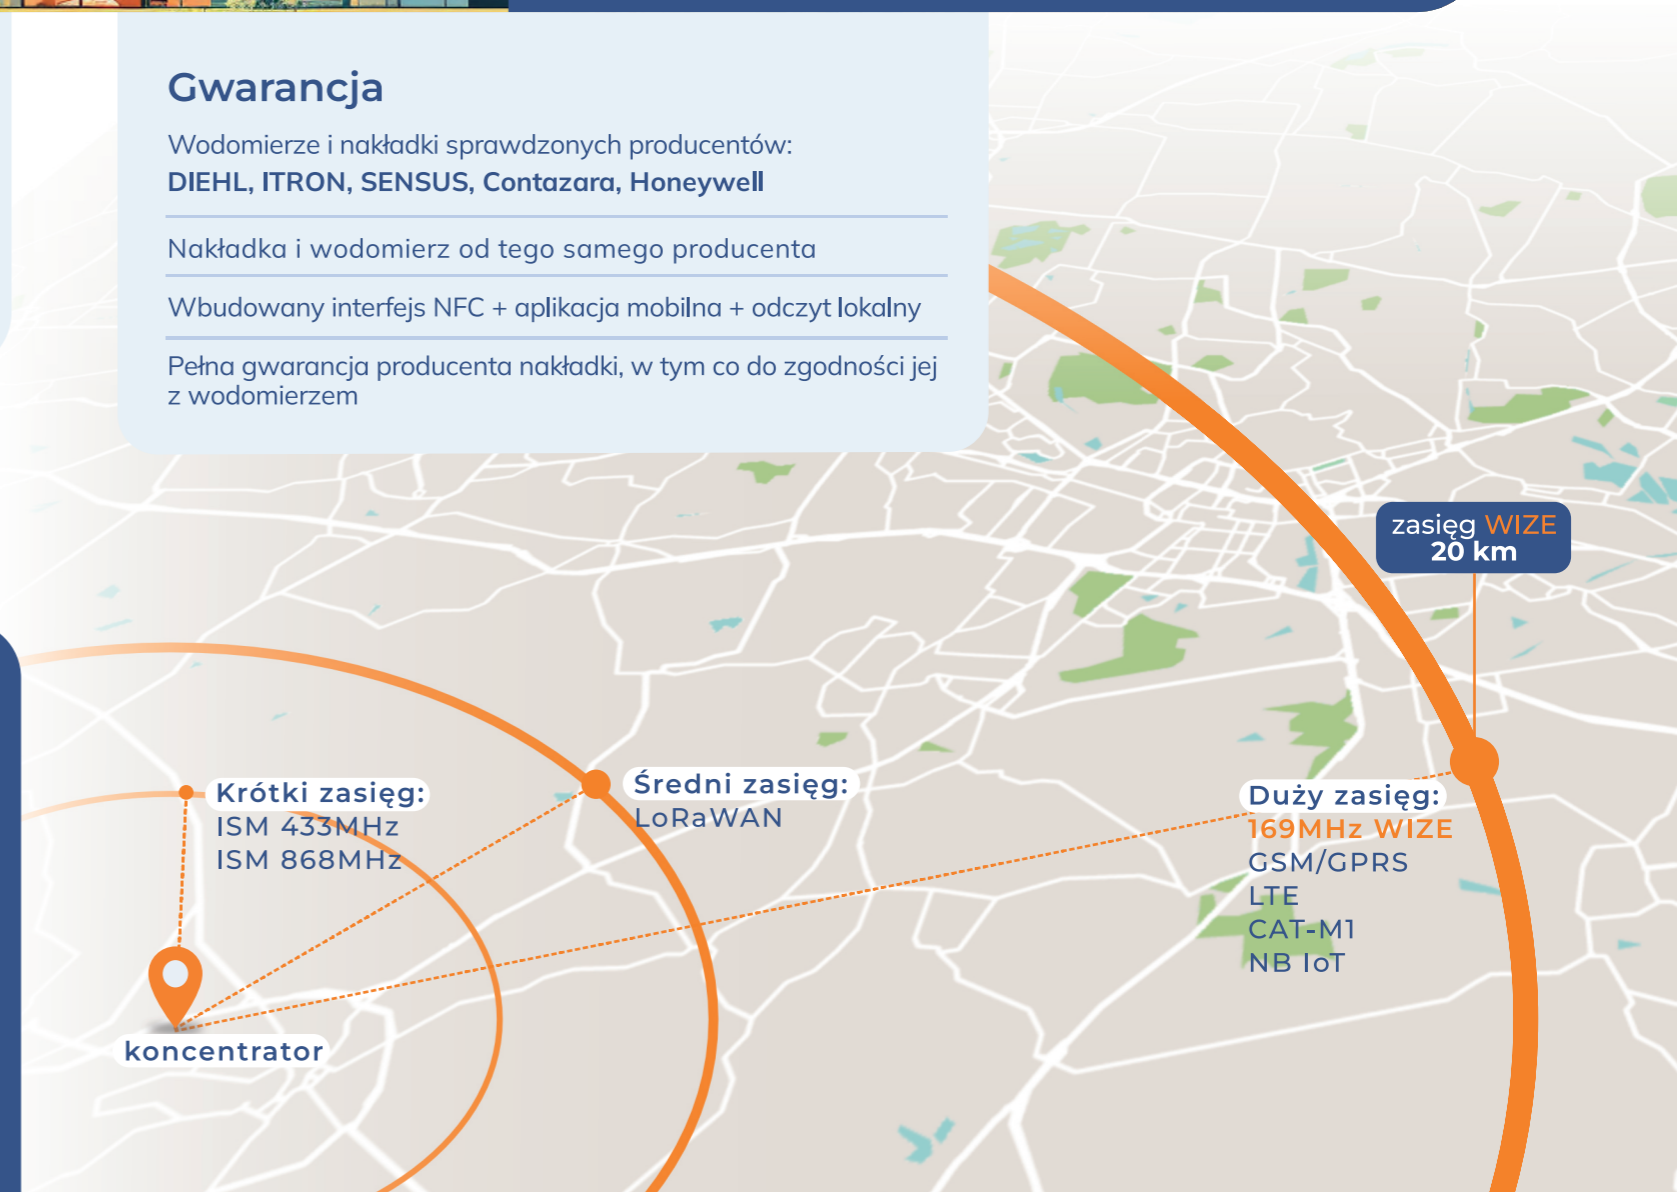 Gwarancja
Wodomierze i nakładki sprawdzonych producentów:
DIEHL, ITRON, SENSUS, Contazara, Honeywell
Nakładka i wodomierz od tego samego producenta
Wbudowany interfejs NFC + aplikacja mobilna + odczyt lokalny
Pełna gwarancja producenta nakładki, w tym co do zgodności jej
z wodomierzem
zasięg WIZE
20 km
Krótki zasięg:
ISM 433MHz
ISM 868MHz
Średni zasięg:
LoRaWAN
Duży zasięg:
169MHz WIZE
GSM/GPRS
LTE
CAT-M1
NB IoT
koncentrator